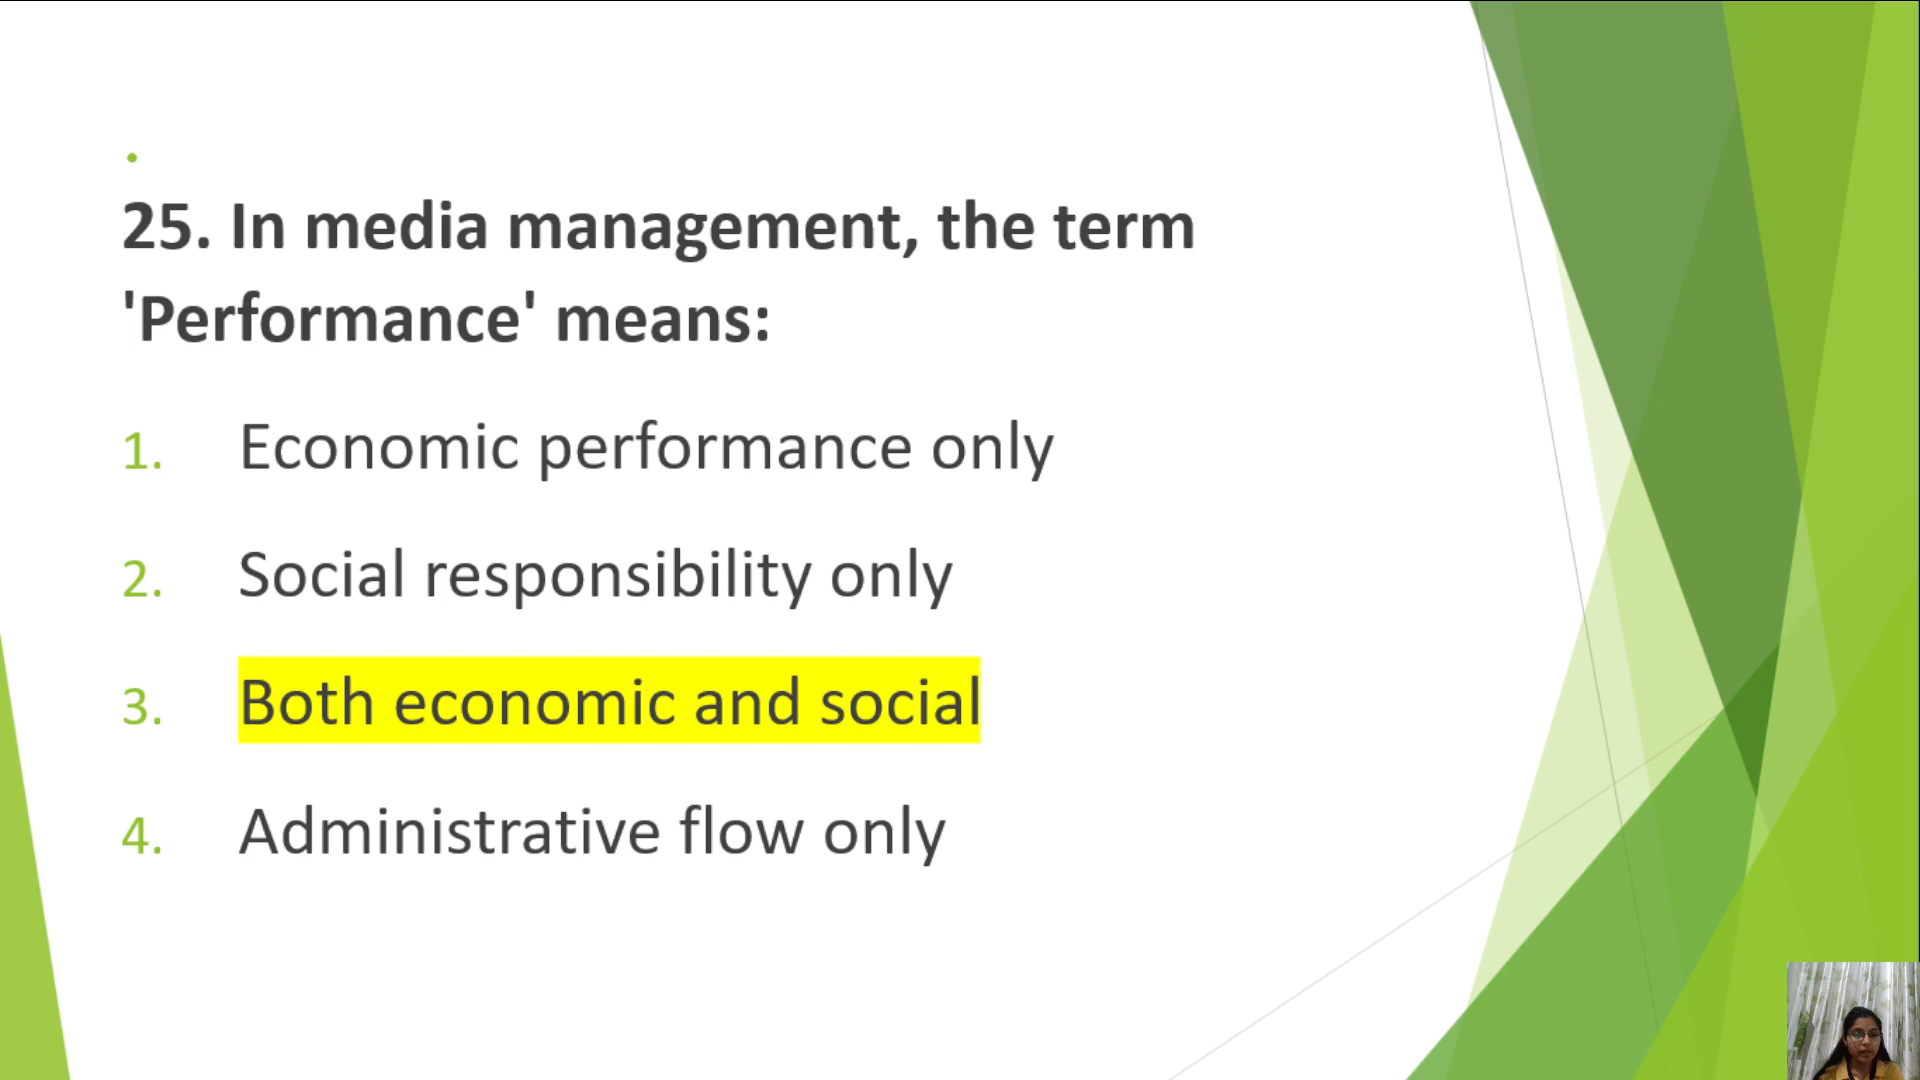 25. In media management, the term
'Performance' means:
1. Economic performance only
2. Social responsibility only
3. Both economic and social
4. Administrative flow only